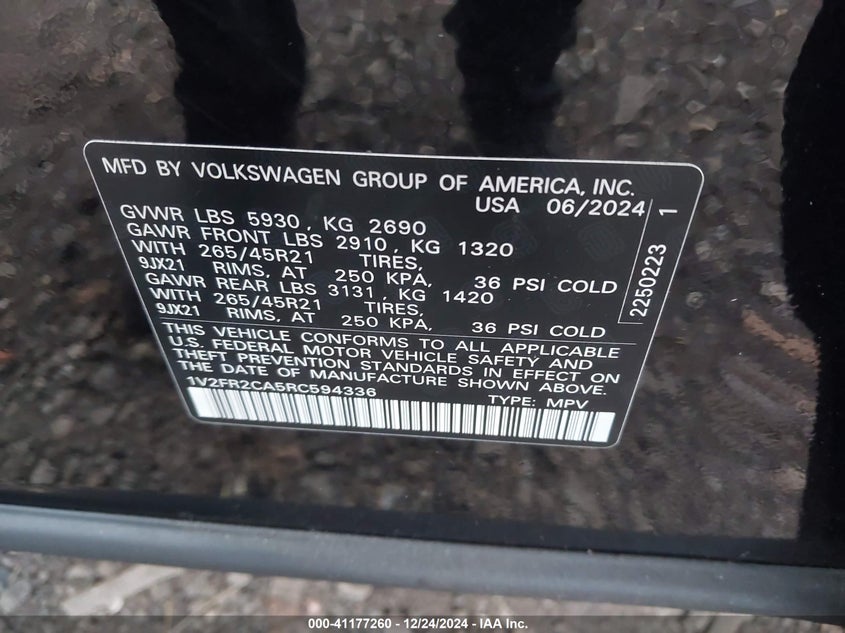 MFD BY VOLKSWAGEN GROUP OF AMERICA, INC.
USA 06/2024
GVWR LBS 5930, KG 2690
GAWR FRONT LBS 2910, KG 1320
WITH 265/45R21 TIRES,
9JX21 RIMS, AT 250 KPA, 36 PSI COLD
GAWR REAR LBS 3131, KG 1420
WITH 265/45R21 TIRES,
9JX21 RIMS, AT 250 KPA, 36 PSI COLD
THIS VEHICLE CONFORMS TO ALL APPLICABLE
U.S. FEDERAL MOTOR VEHICLE SAFETY AND
THEFT PREVENTION STANDARDS IN EFFECT ON
THE DATE OF MANUFACTURE SHOWN ABOVE.
1V2FR2CA5RC594336 TYPE: MPV
2250223 1
000-41177260 - 12/24/2024 - IAA Inc.